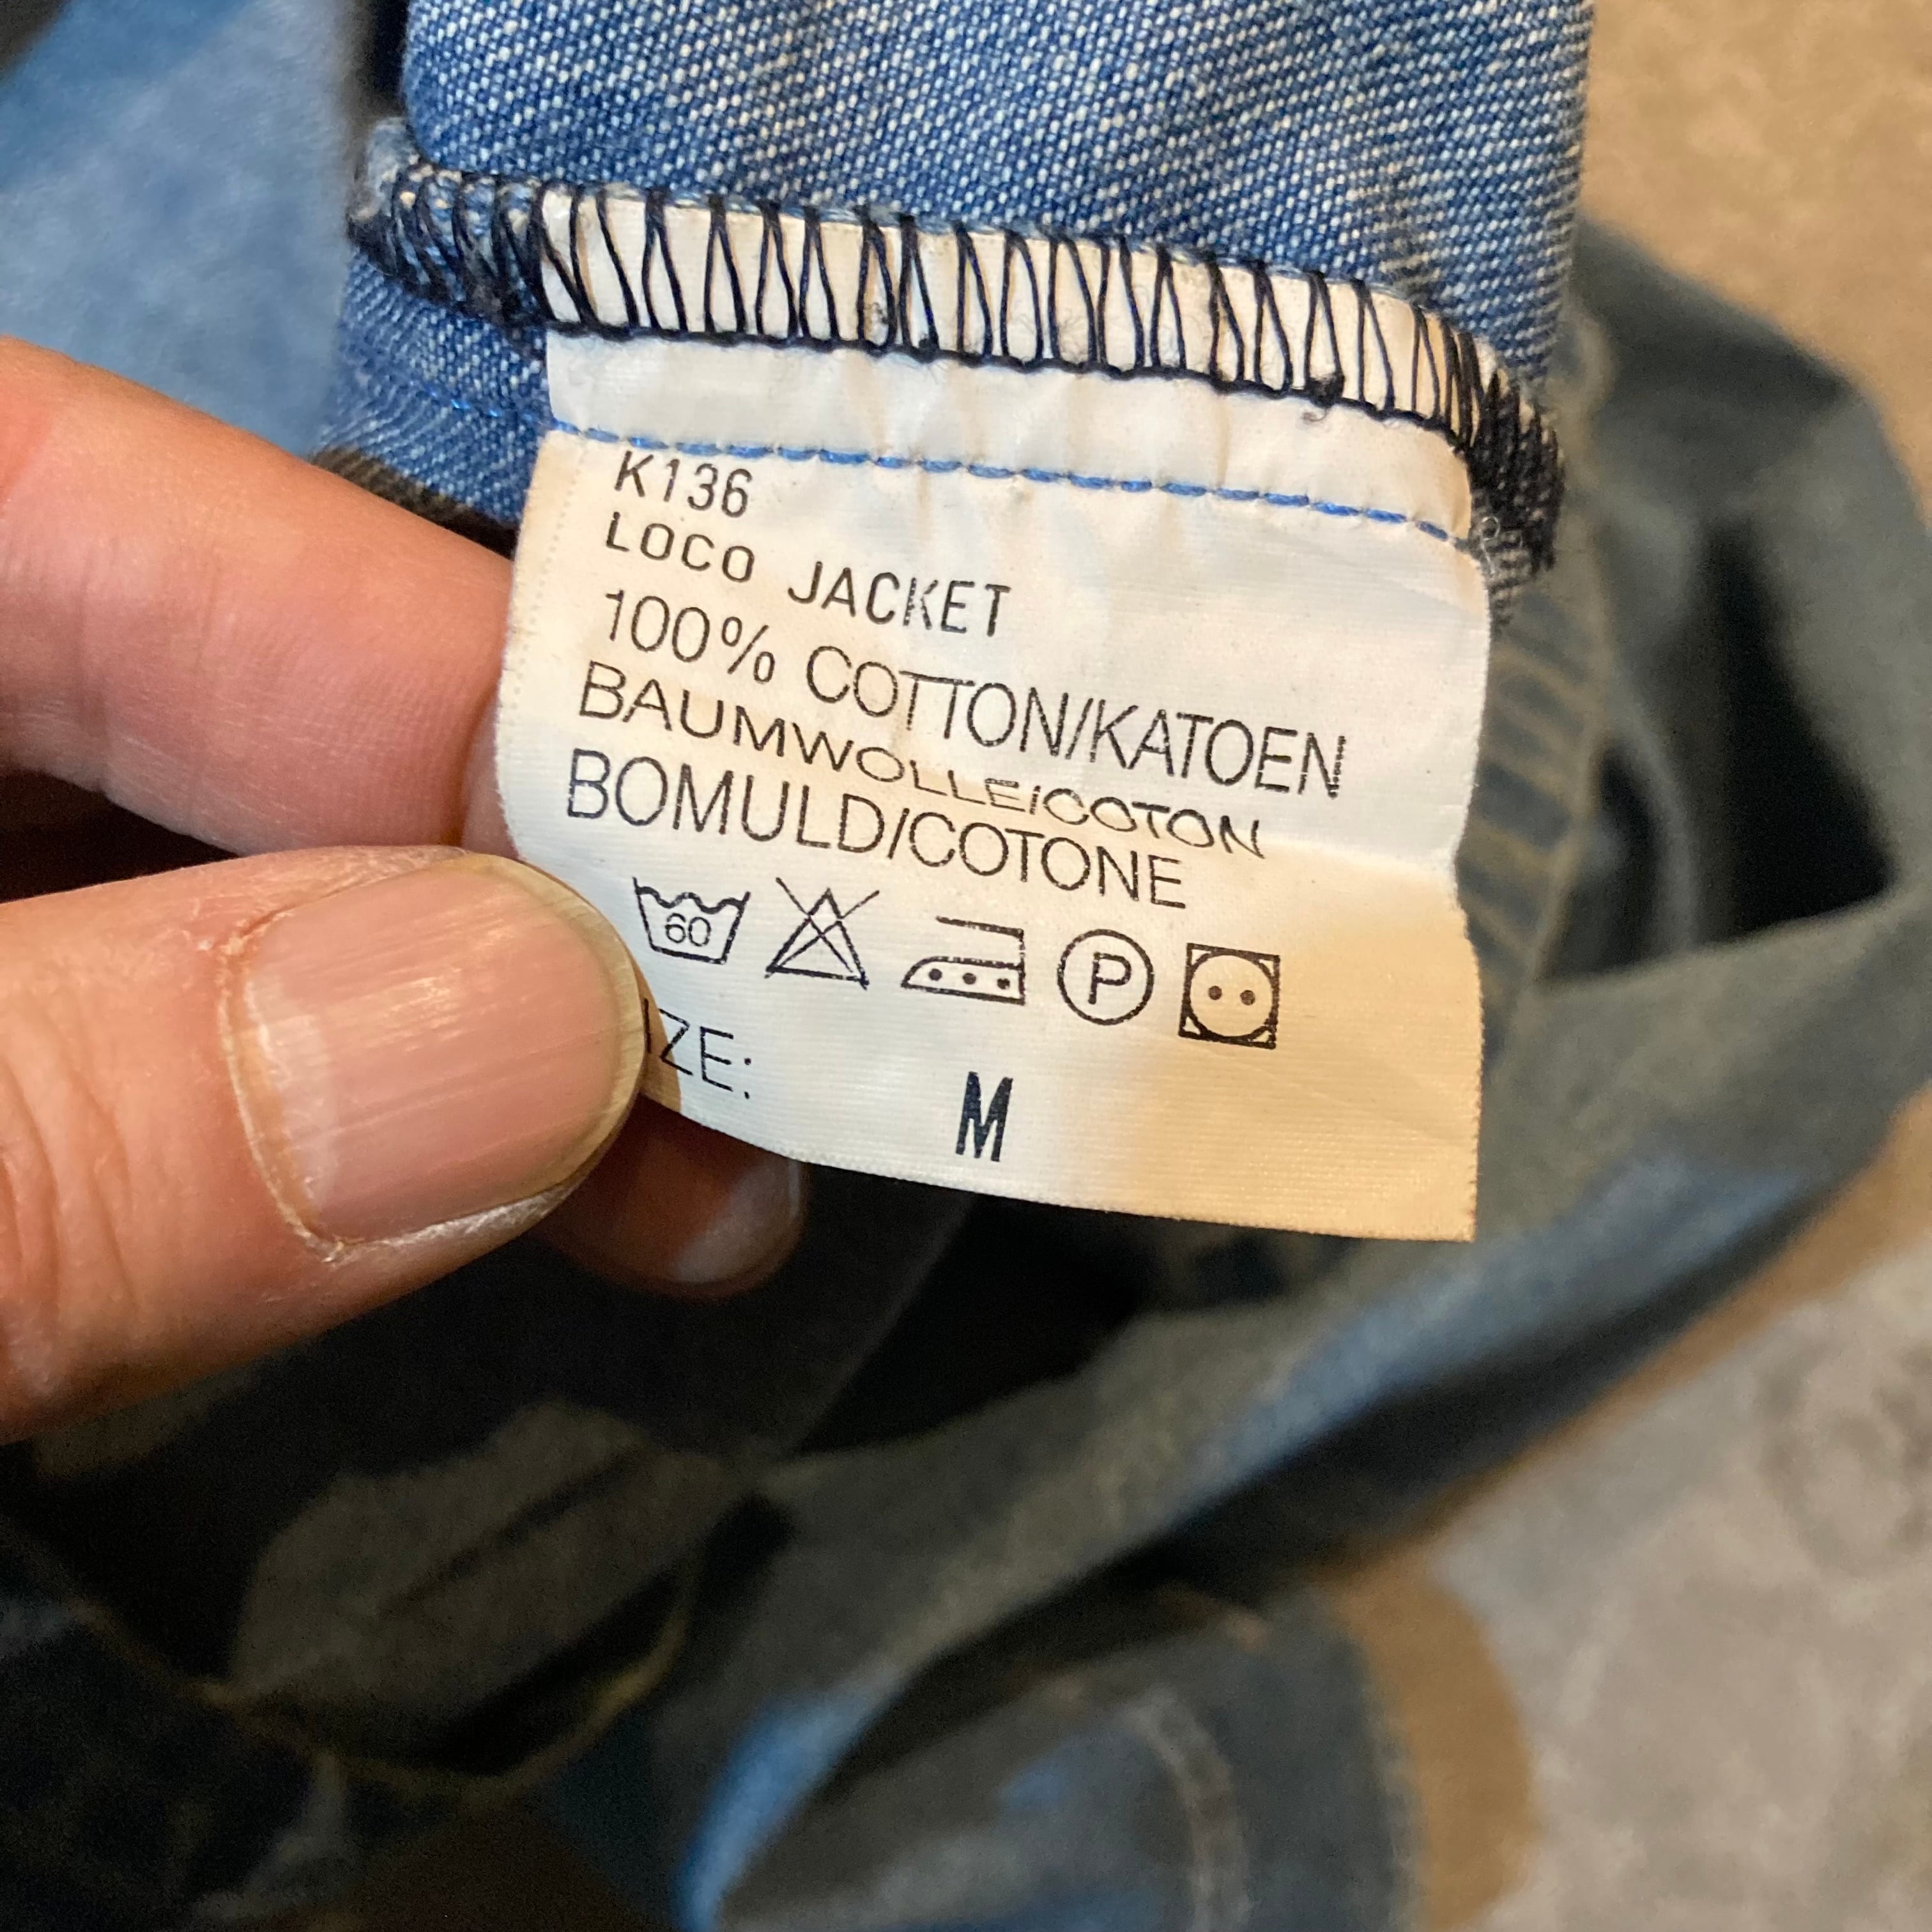 K136
LOCO JACKET
100% COTTON/KATOEN
BAUMWOLLE/COTON
BOMULD/COTONE
60 P
IZE: M